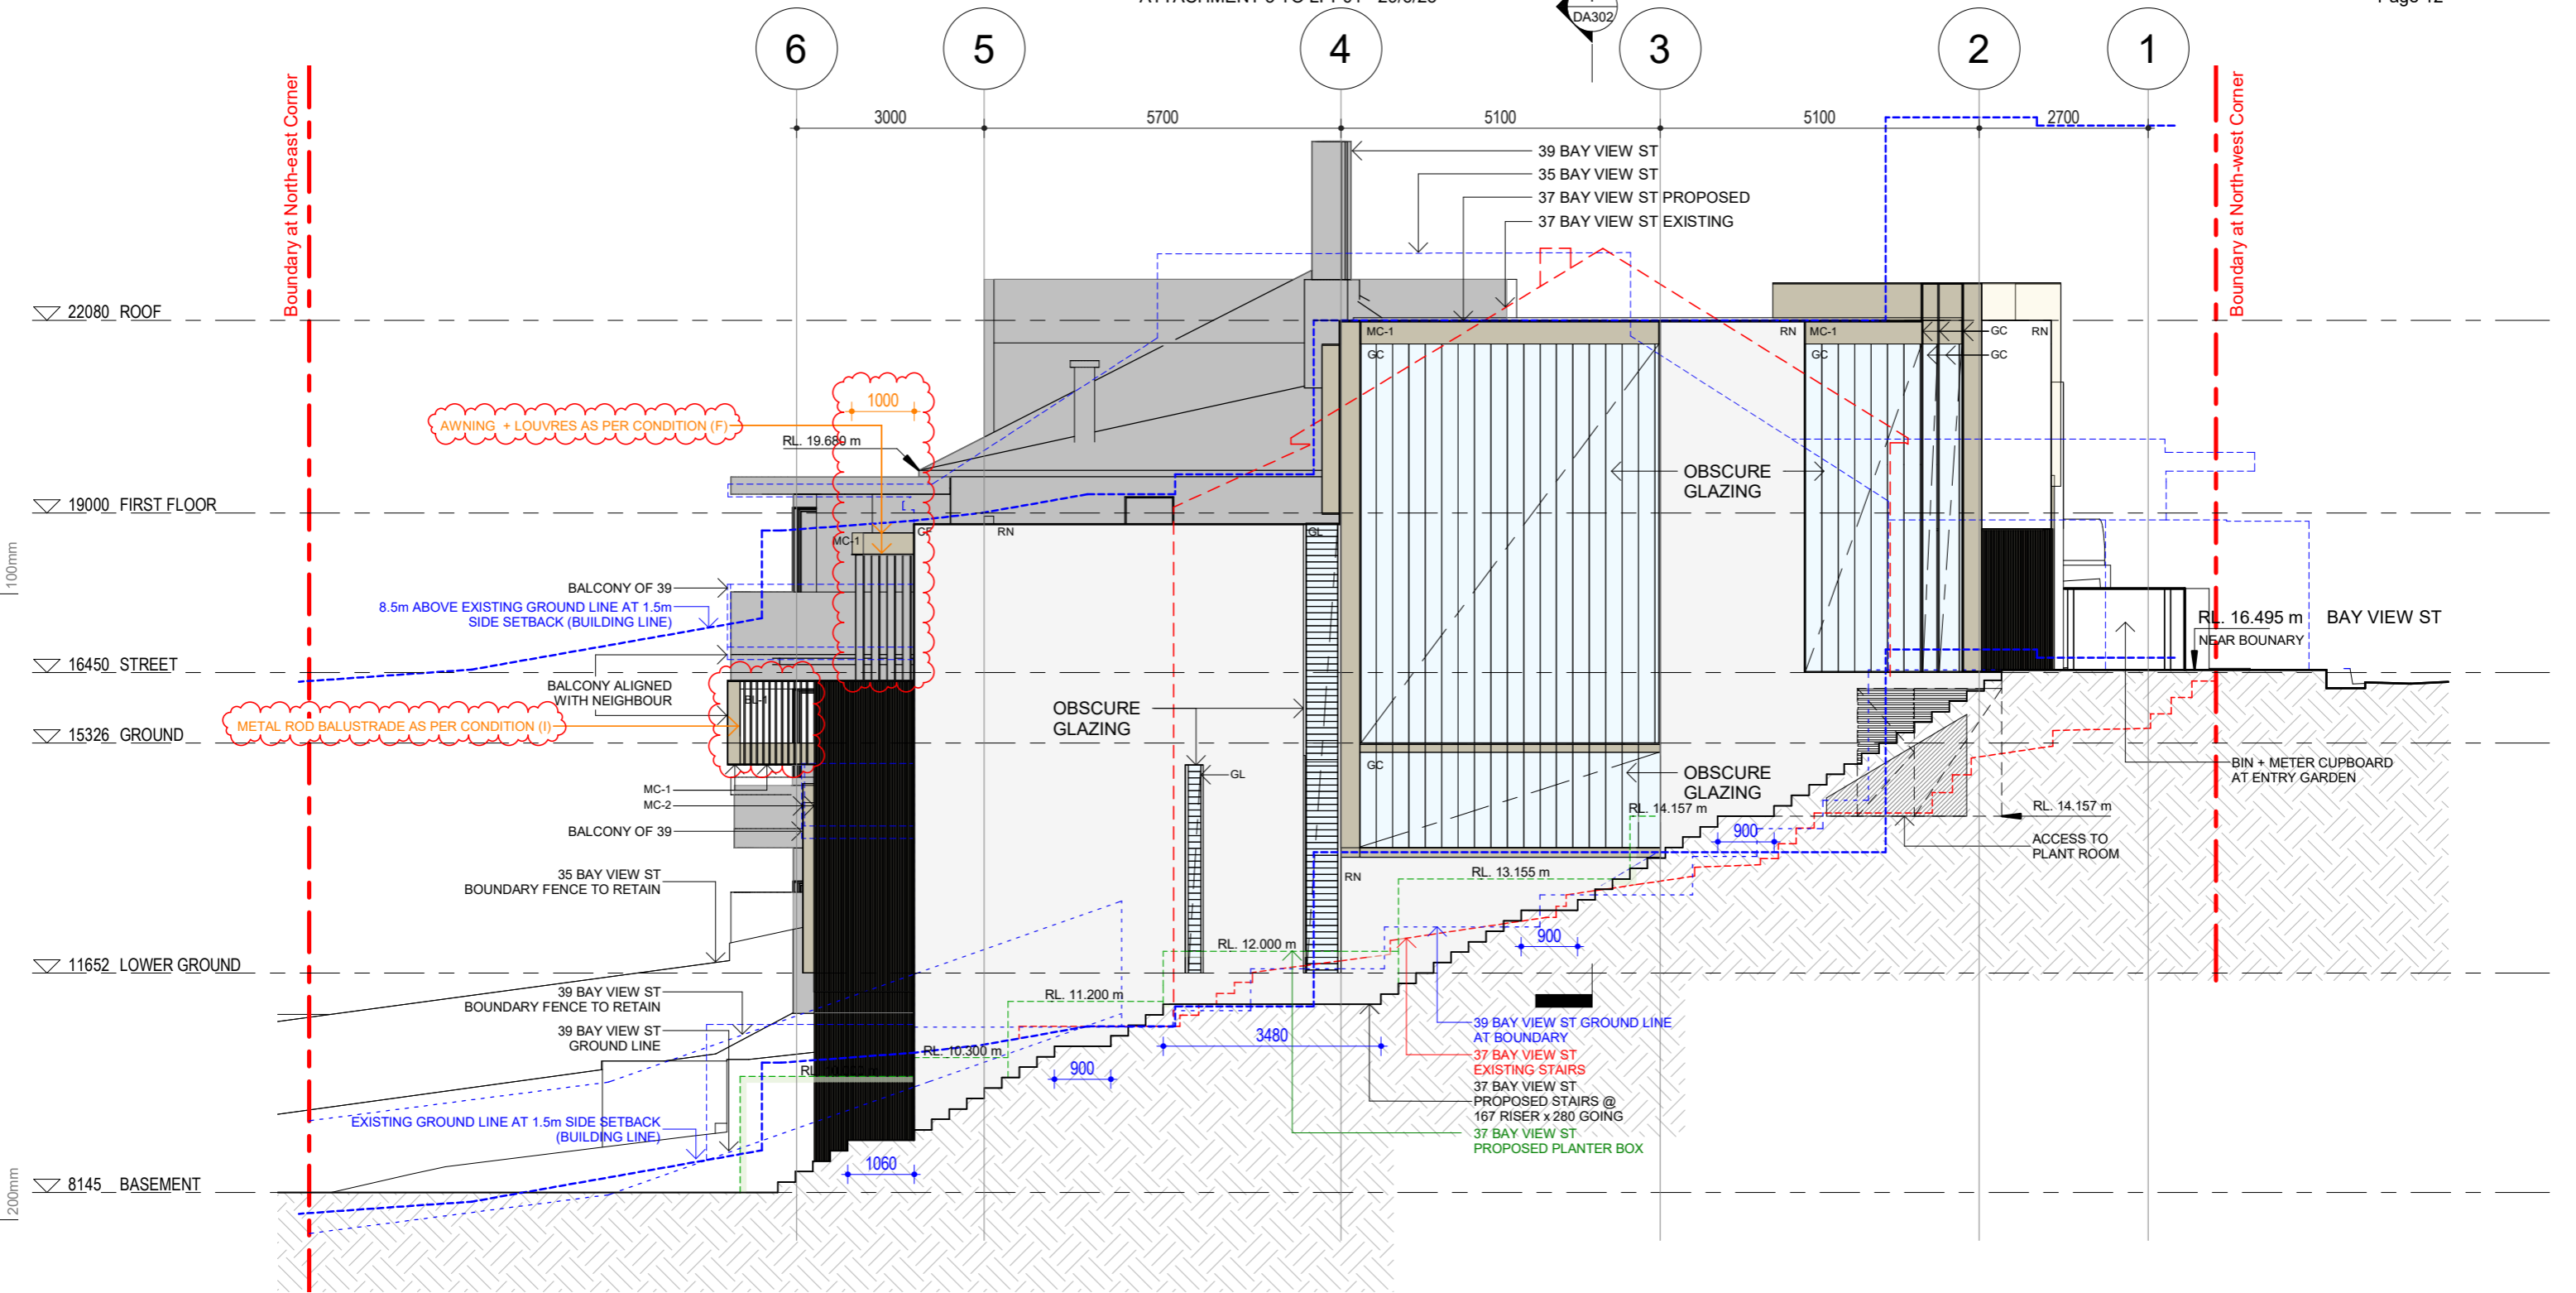 DA302
6
5
4
3
2
1
Boundary at North-east Corner
Boundary at North-west Corner
3000
5700
5100
5100
2700
39 BAY VIEW ST
35 BAY VIEW ST
37 BAY VIEW ST PROPOSED
37 BAY VIEW ST EXISTING
22080 ROOF
MC-1
RN
MC-1
GC
RN
GC
GC
GC
1000
AWNING + LOUVRES AS PER CONDITION (F)
RL. 19.680 m
OBSCURE
GLAZING
19000 FIRST FLOOR
MC-1
CF
RN
GL
100mm
BALCONY OF 39
8.5m ABOVE EXISTING GROUND LINE AT 1.5m
SIDE SETBACK (BUILDING LINE)
RL. 16.495 m
BAY VIEW ST
NEAR BOUNARY
16450 STREET
BALCONY ALIGNED
WITH NEIGHBOUR
BL-1
OBSCURE
GLAZING
METAL ROD BALUSTRADE AS PER CONDITION (I)
15326 GROUND
GC
GL
OBSCURE
GLAZING
BIN + METER CUPBOARD
AT ENTRY GARDEN
MC-1
MC-2
RL. 14.157 m
RL. 14.157 m
BALCONY OF 39
900
ACCESS TO
PLANT ROOM
35 BAY VIEW ST
BOUNDARY FENCE TO RETAIN
RN
RL. 13.155 m
RL. 12.000 m
900
11652 LOWER GROUND
39 BAY VIEW ST
BOUNDARY FENCE TO RETAIN
RL. 11.200 m
39 BAY VIEW ST
GROUND LINE
39 BAY VIEW ST GROUND LINE
AT BOUNDARY
3480
RL. 10.300 m
37 BAY VIEW ST
EXISTING STAIRS
900
37 BAY VIEW ST
PROPOSED STAIRS @
167 RISER x 280 GOING
EXISTING GROUND LINE AT 1.5m SIDE SETBACK
(BUILDING LINE)
37 BAY VIEW ST
PROPOSED PLANTER BOX
1060
8145 BASEMENT
200mm